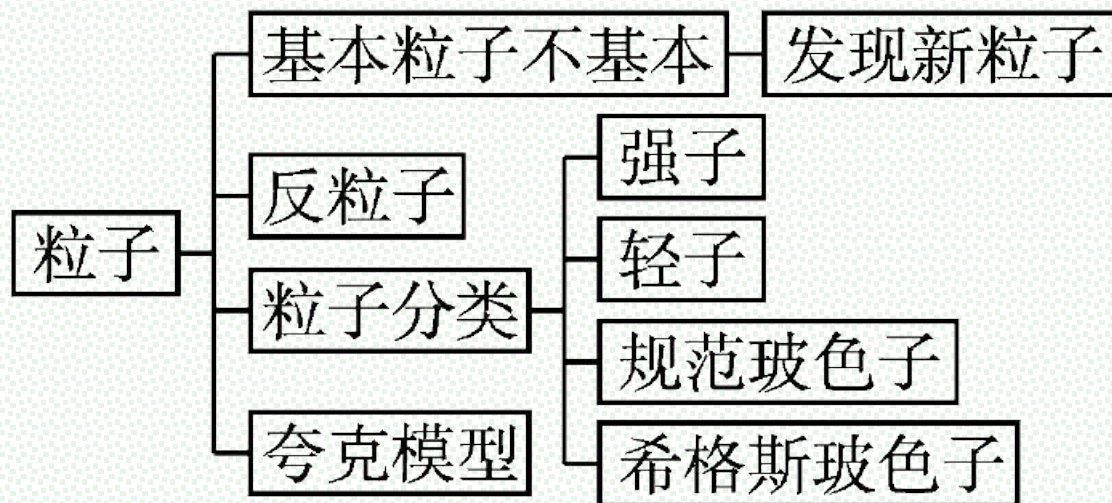 基本粒子不基本
发现新粒子
强子
反粒子
轻子
粒子
粒子分类
规范玻色子
夸克模型
希格斯玻色子